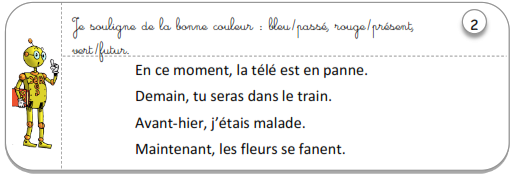 Je souligne de la bonne couleur : bleu/passé, rouge/présent,
vert/futur.
2
En ce moment, la télé est en panne.
Demain, tu seras dans le train.
Avant-hier, j’étais malade.
Maintenant, les fleurs se fanent.